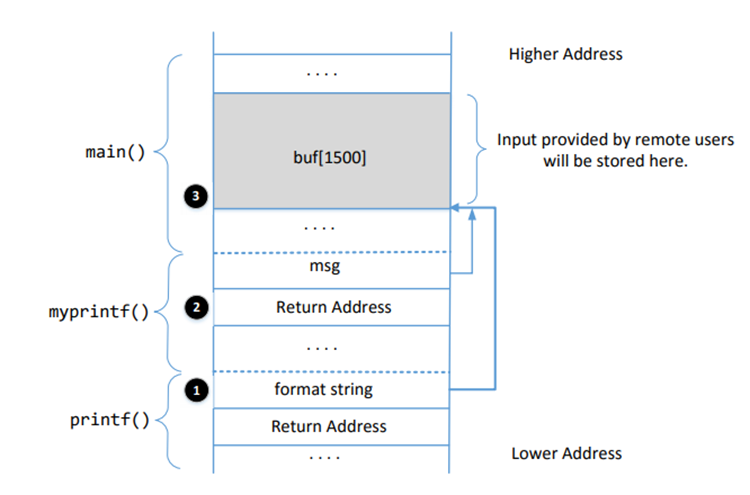 Higher Address
. . . .
main()
buf[1500]
Input provided by remote users
will be stored here.
3
. . . .
msg
myprintf()
2
Return Address
. . . .
1
format string
printf()
Return Address
. . . .
Lower Address